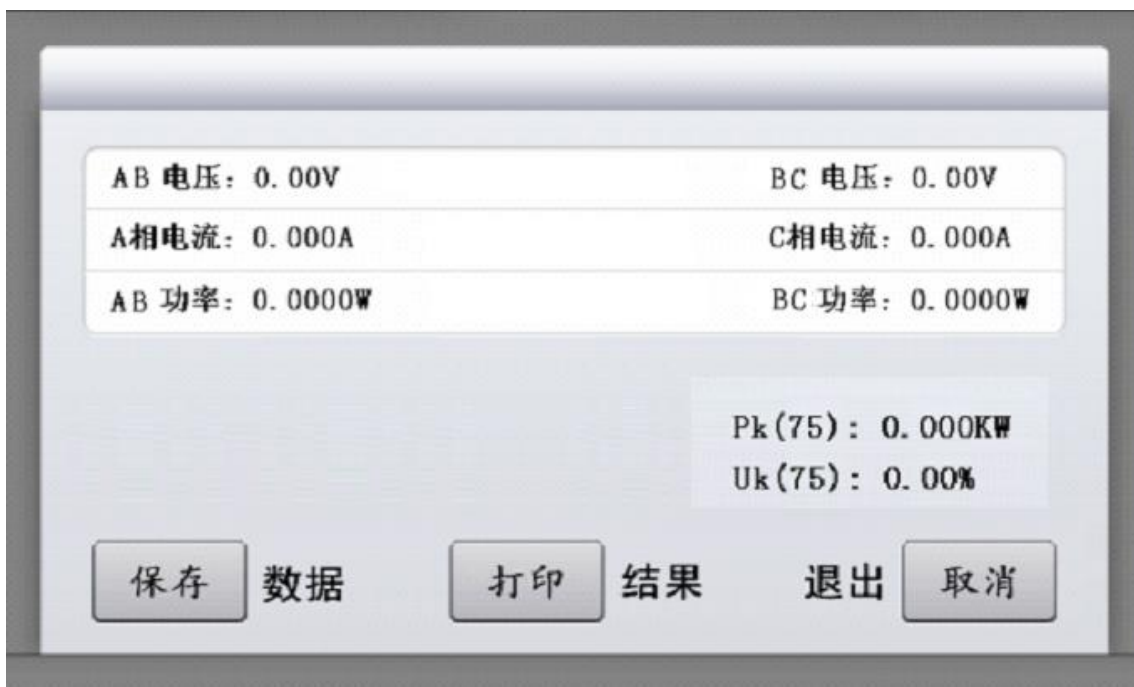 AB 电压：0.00V BC 电压：0.00V
A相电流：0.000A C相电流：0.000A
AB 功率：0.0000W BC 功率：0.0000W
Pk(75)：0.000KW
Uk(75)：0.00%
保存 数据 打印 结果 退出 取消